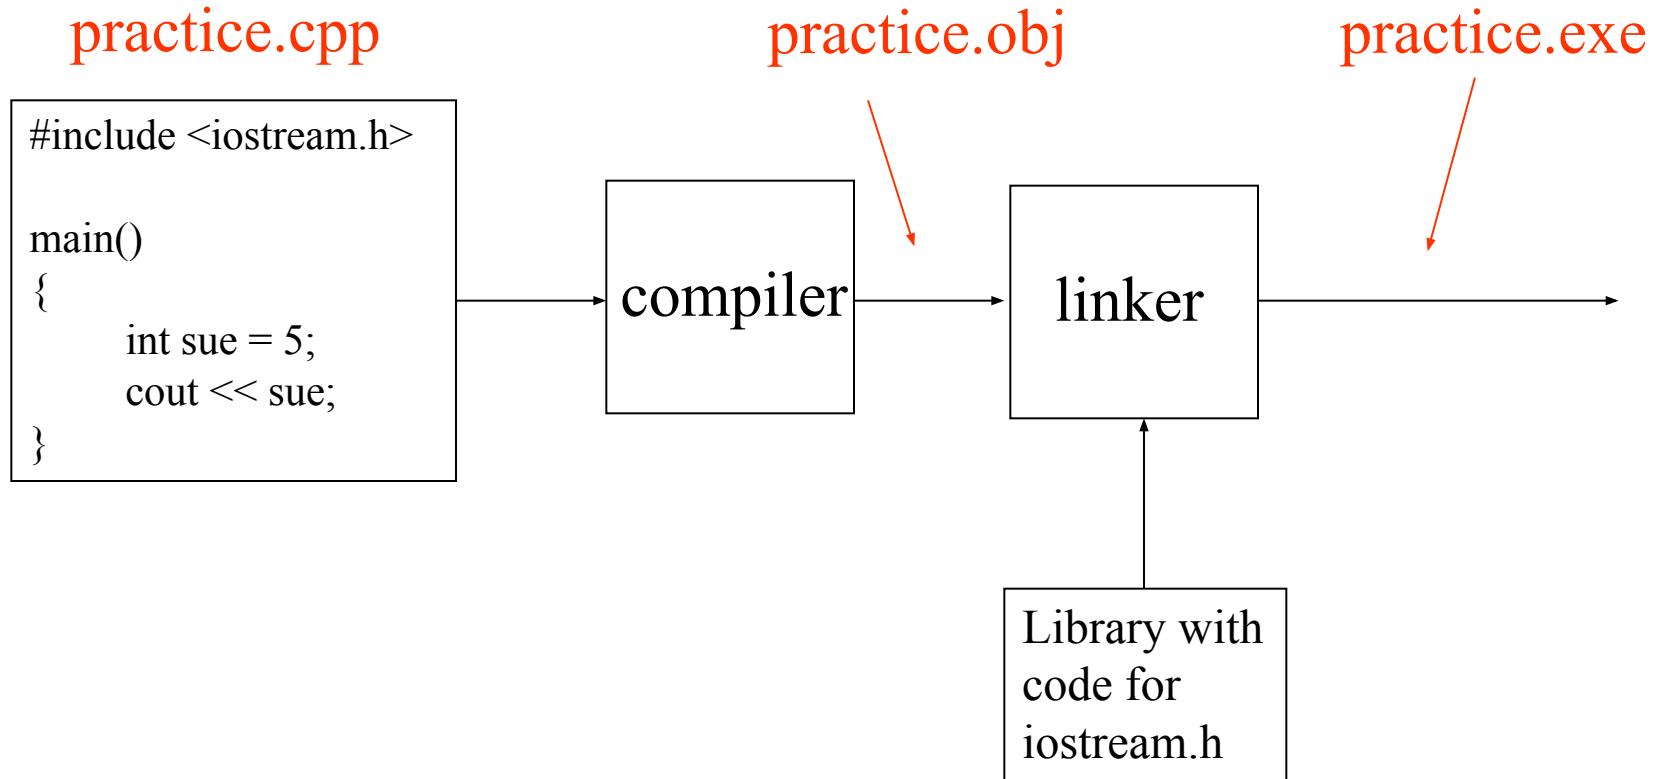 practice.cpp
practice.obj
practice.exe
#include <iostream.h>
main()
{
int sue = 5;
cout << sue;
}
compiler
linker
Library with
code for
iostream.h